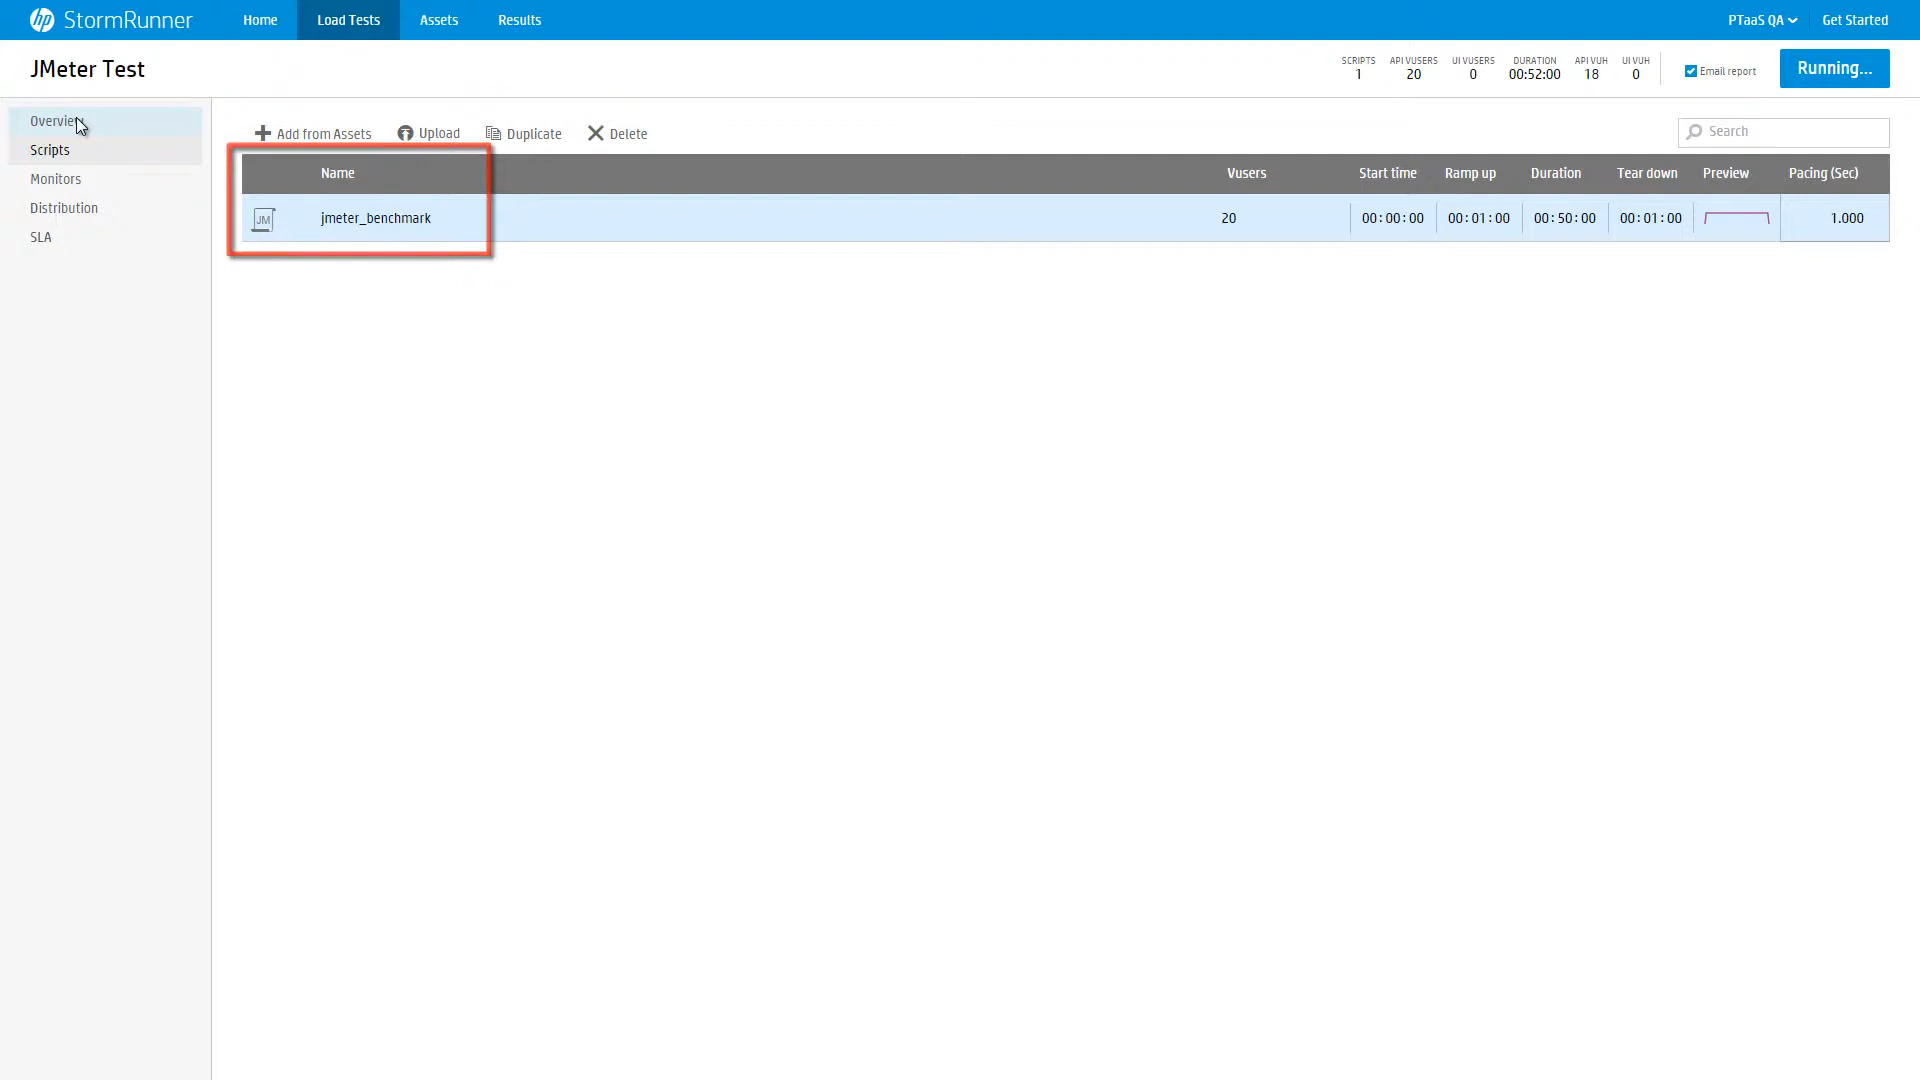 hp StormRunner Home Load Tests Assets Results PTaaS QA Get Started
JMeter Test
SCRIPTS API VUSERS UI VUSERS DURATION API VUH UI VUH
1 20 0 00:52:00 18 0
Email report
Running...
Overview
Scripts
Monitors
Distribution
SLA
Add from Assets Upload Duplicate Delete Search
Name Vusers Start time Ramp up Duration Tear down Preview Pacing (Sec)
JM jmeter_benchmark 20 00:00:00 00:01:00 00:50:00 00:01:00 1.000